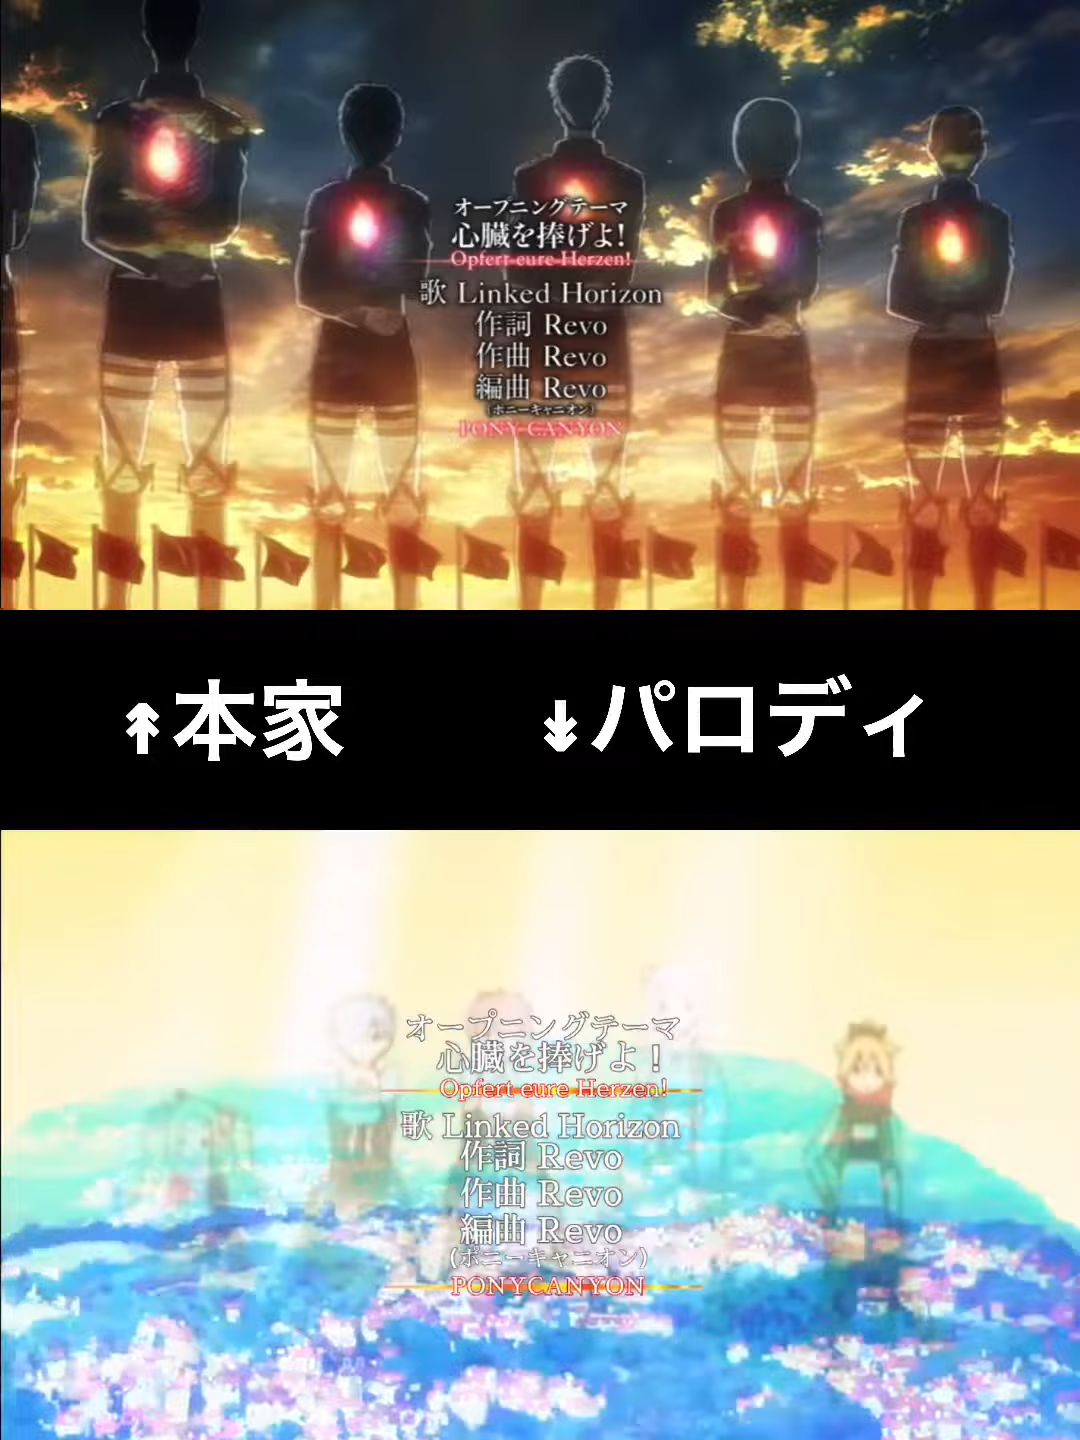 オープニングテーマ
心臓を捧げよ!
Opfert eure Herzen!
歌 Linked Horizon
作詞 Revo
作曲 Revo
編曲 Revo
(ポニーキャニオン)
PONY CANYON
↟本家 ↡パロディ
オープニングテーマ
心臓を捧げよ！
Opfert eure Herzen!
歌 Linked Horizon
作詞 Revo
作曲 Revo
編曲 Revo
(ポニーキャニオン)
PONYCANYON